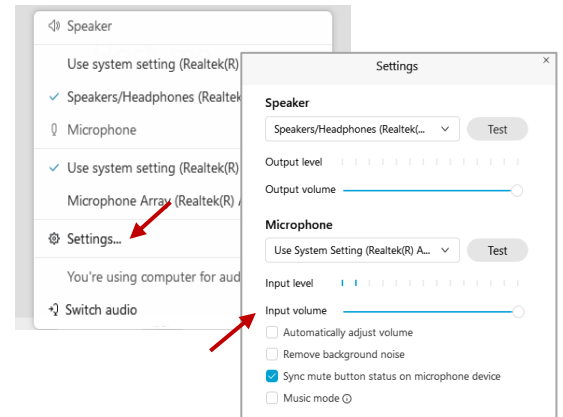 Speaker
Use system setting (Realtek(R)
Speakers/Headphones (Realtek
Microphone
Use system setting (Realtek(R)
Microphone Array (Realtek(R)
Settings...
You're using computer for aud
Switch audio
Settings
Speaker
Speakers/Headphones (Realtek(...
Test
Output level
Output volume
Microphone
Use System Setting (Realtek(R) A...
Test
Input level
Input volume
Automatically adjust volume
Remove background noise
Sync mute button status on microphone device
Music mode